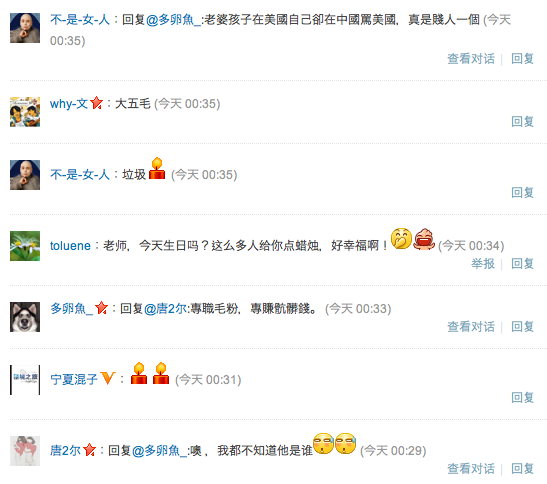 不-是-女-人：回复@多卵魚_:老婆孩子在美國自己卻在中國罵美國，真是賤人一個 (今天
00:35)
查看对话 | 回复
why-文：大五毛 (今天 00:35)
回复
不-是-女-人：垃圾 (今天 00:35)
回复
toluene：老师，今天生日吗？这么多人给你点蜡烛，好幸福啊！ (今天 00:34)
举报 | 回复
多卵魚_：回复@唐2尔:專職毛粉，專賺骯髒錢。 (今天 00:33)
查看对话 | 回复
宁夏混子： (今天 00:31)
回复
唐2尔：回复@多卵魚_:噢，我都不知道他是谁 (今天 00:29)
查看对话 | 回复